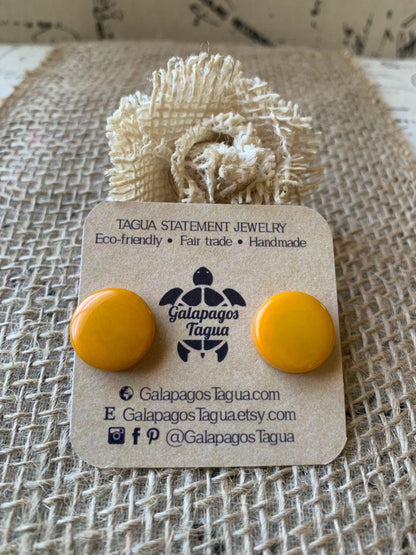 TAGUA STATEMENT JEWELRY
Eco-friendly • Fair trade • Handmade
Galapagos
Tagua
GalapagosTagua.com
E GalapagosTagua.etsy.com
@GalapagosTagua